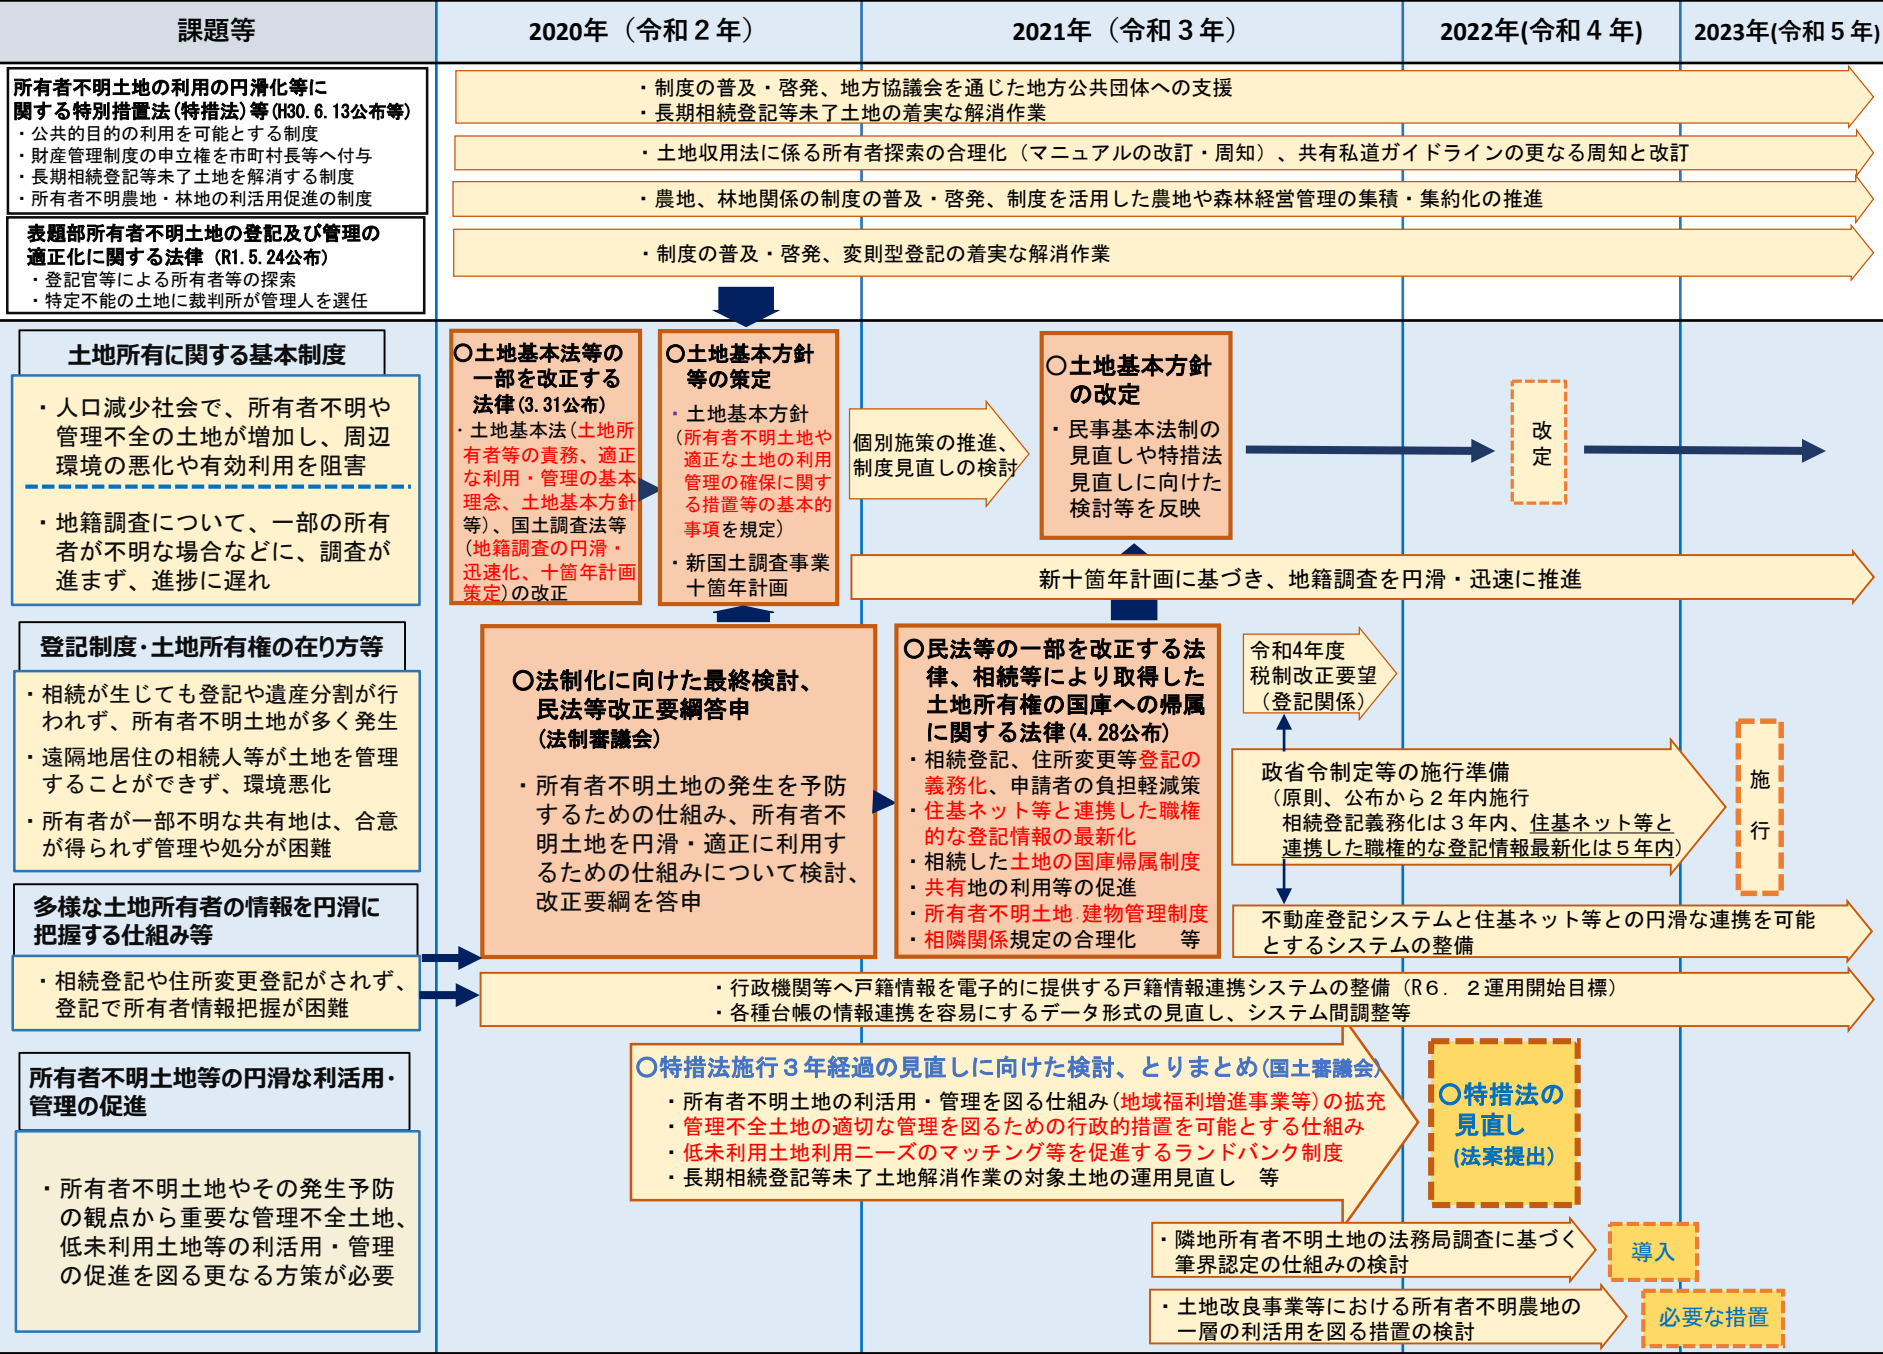 課題等
2020年（令和２年）
2021年（令和３年）
2022年(令和４年)
2023年(令和５年)
所有者不明土地の利用の円滑化等に
関する特別措置法(特措法)等(H30.6.13公布等)
・公共的目的の利用を可能とする制度
・財産管理制度の申立権を市町村長等へ付与
・長期相続登記等未了土地を解消する制度
・所有者不明農地・林地の利活用促進の制度
表題部所有者不明土地の登記及び管理の
適正化に関する法律（R1.5.24公布）
・登記官等による所有者等の探索
・特定不能の土地に裁判所が管理人を選任
・制度の普及・啓発、地方協議会を通じた地方公共団体への支援
・長期相続登記等未了土地の着実な解消作業
・土地収用法に係る所有者探索の合理化（マニュアルの改訂・周知）、共有私道ガイドラインの更なる周知と改訂
・農地、林地関係の制度の普及・啓発、制度を活用した農地や森林経営管理の集積・集約化の推進
・制度の普及・啓発、変則型登記の着実な解消作業
土地所有に関する基本制度
・人口減少社会で、所有者不明や
管理不全の土地が増加し、周辺
環境の悪化や有効利用を阻害
・地籍調査について、一部の所有
者が不明な場合などに、調査が
進まず、進捗に遅れ
〇土地基本法等の
一部を改正する
法律(3.31公布)
・土地基本法(土地所
有者等の責務、適正
な利用・管理の基本
理念、土地基本方針
等)、国土調査法等
(地籍調査の円滑・
迅速化、十箇年計画
策定)の改正
〇土地基本方針
等の策定
・土地基本方針
(所有者不明土地や
適正な土地の利用
管理の確保に関す
る措置等の基本的
事項を規定)
・新国土調査事業
十箇年計画
個別施策の推進、
制度見直しの検討
〇土地基本方針
の改定
・民事基本法制の
見直しや特措法
見直しに向けた
検討等を反映
改
定
新十箇年計画に基づき、地籍調査を円滑・迅速に推進
登記制度･土地所有権の在り方等
・相続が生じても登記や遺産分割が行
われず、所有者不明土地が多く発生
・遠隔地居住の相続人等が土地を管理
することができず、環境悪化
・所有者が一部不明な共有地は、合意
が得られず管理や処分が困難
〇法制化に向けた最終検討、
民法等改正要綱答申
(法制審議会)
・所有者不明土地の発生を予防
するための仕組み、所有者不
明土地を円滑・適正に利用す
るための仕組みについて検討、
改正要綱を答申
〇民法等の一部を改正する法
律、相続等により取得した
土地所有権の国庫への帰属
に関する法律(4.28公布)
・相続登記、住所変更等登記の
義務化、申請者の負担軽減策
・住基ネット等と連携した職権
的な登記情報の最新化
・相続した土地の国庫帰属制度
・共有地の利用等の促進
・所有者不明土地･建物管理制度
・相隣関係規定の合理化　等
令和4年度
税制改正要望
（登記関係）
政省令制定等の施行準備
（原則、公布から２年内施行
相続登記義務化は３年内、住基ネット等と
連携した職権的な登記情報最新化は５年内）
施
行
不動産登記システムと住基ネット等との円滑な連携を可能
とするシステムの整備
多様な土地所有者の情報を円滑に
把握する仕組み等
・相続登記や住所変更登記がされず、
登記で所有者情報把握が困難
・行政機関等へ戸籍情報を電子的に提供する戸籍情報連携システムの整備（R６．２運用開始目標）
・各種台帳の情報連携を容易にするデータ形式の見直し、システム間調整等
所有者不明土地等の円滑な利活用･
管理の促進
・所有者不明土地やその発生予防
の観点から重要な管理不全土地、
低未利用土地等の利活用・管理
の促進を図る更なる方策が必要
〇特措法施行３年経過の見直しに向けた検討、とりまとめ(国土審議会)
・所有者不明土地の利活用・管理を図る仕組み(地域福利増進事業等)の拡充
・管理不全土地の適切な管理を図るための行政的措置を可能とする仕組み
・低未利用土地利用ニーズのマッチング等を促進するランドバンク制度
・長期相続登記等未了土地解消作業の対象土地の運用見直し　等
〇特措法の
見直し
(法案提出)
・隣地所有者不明土地の法務局調査に基づく
筆界認定の仕組みの検討
導入
・土地改良事業等における所有者不明農地の
一層の利活用を図る措置の検討
必要な措置